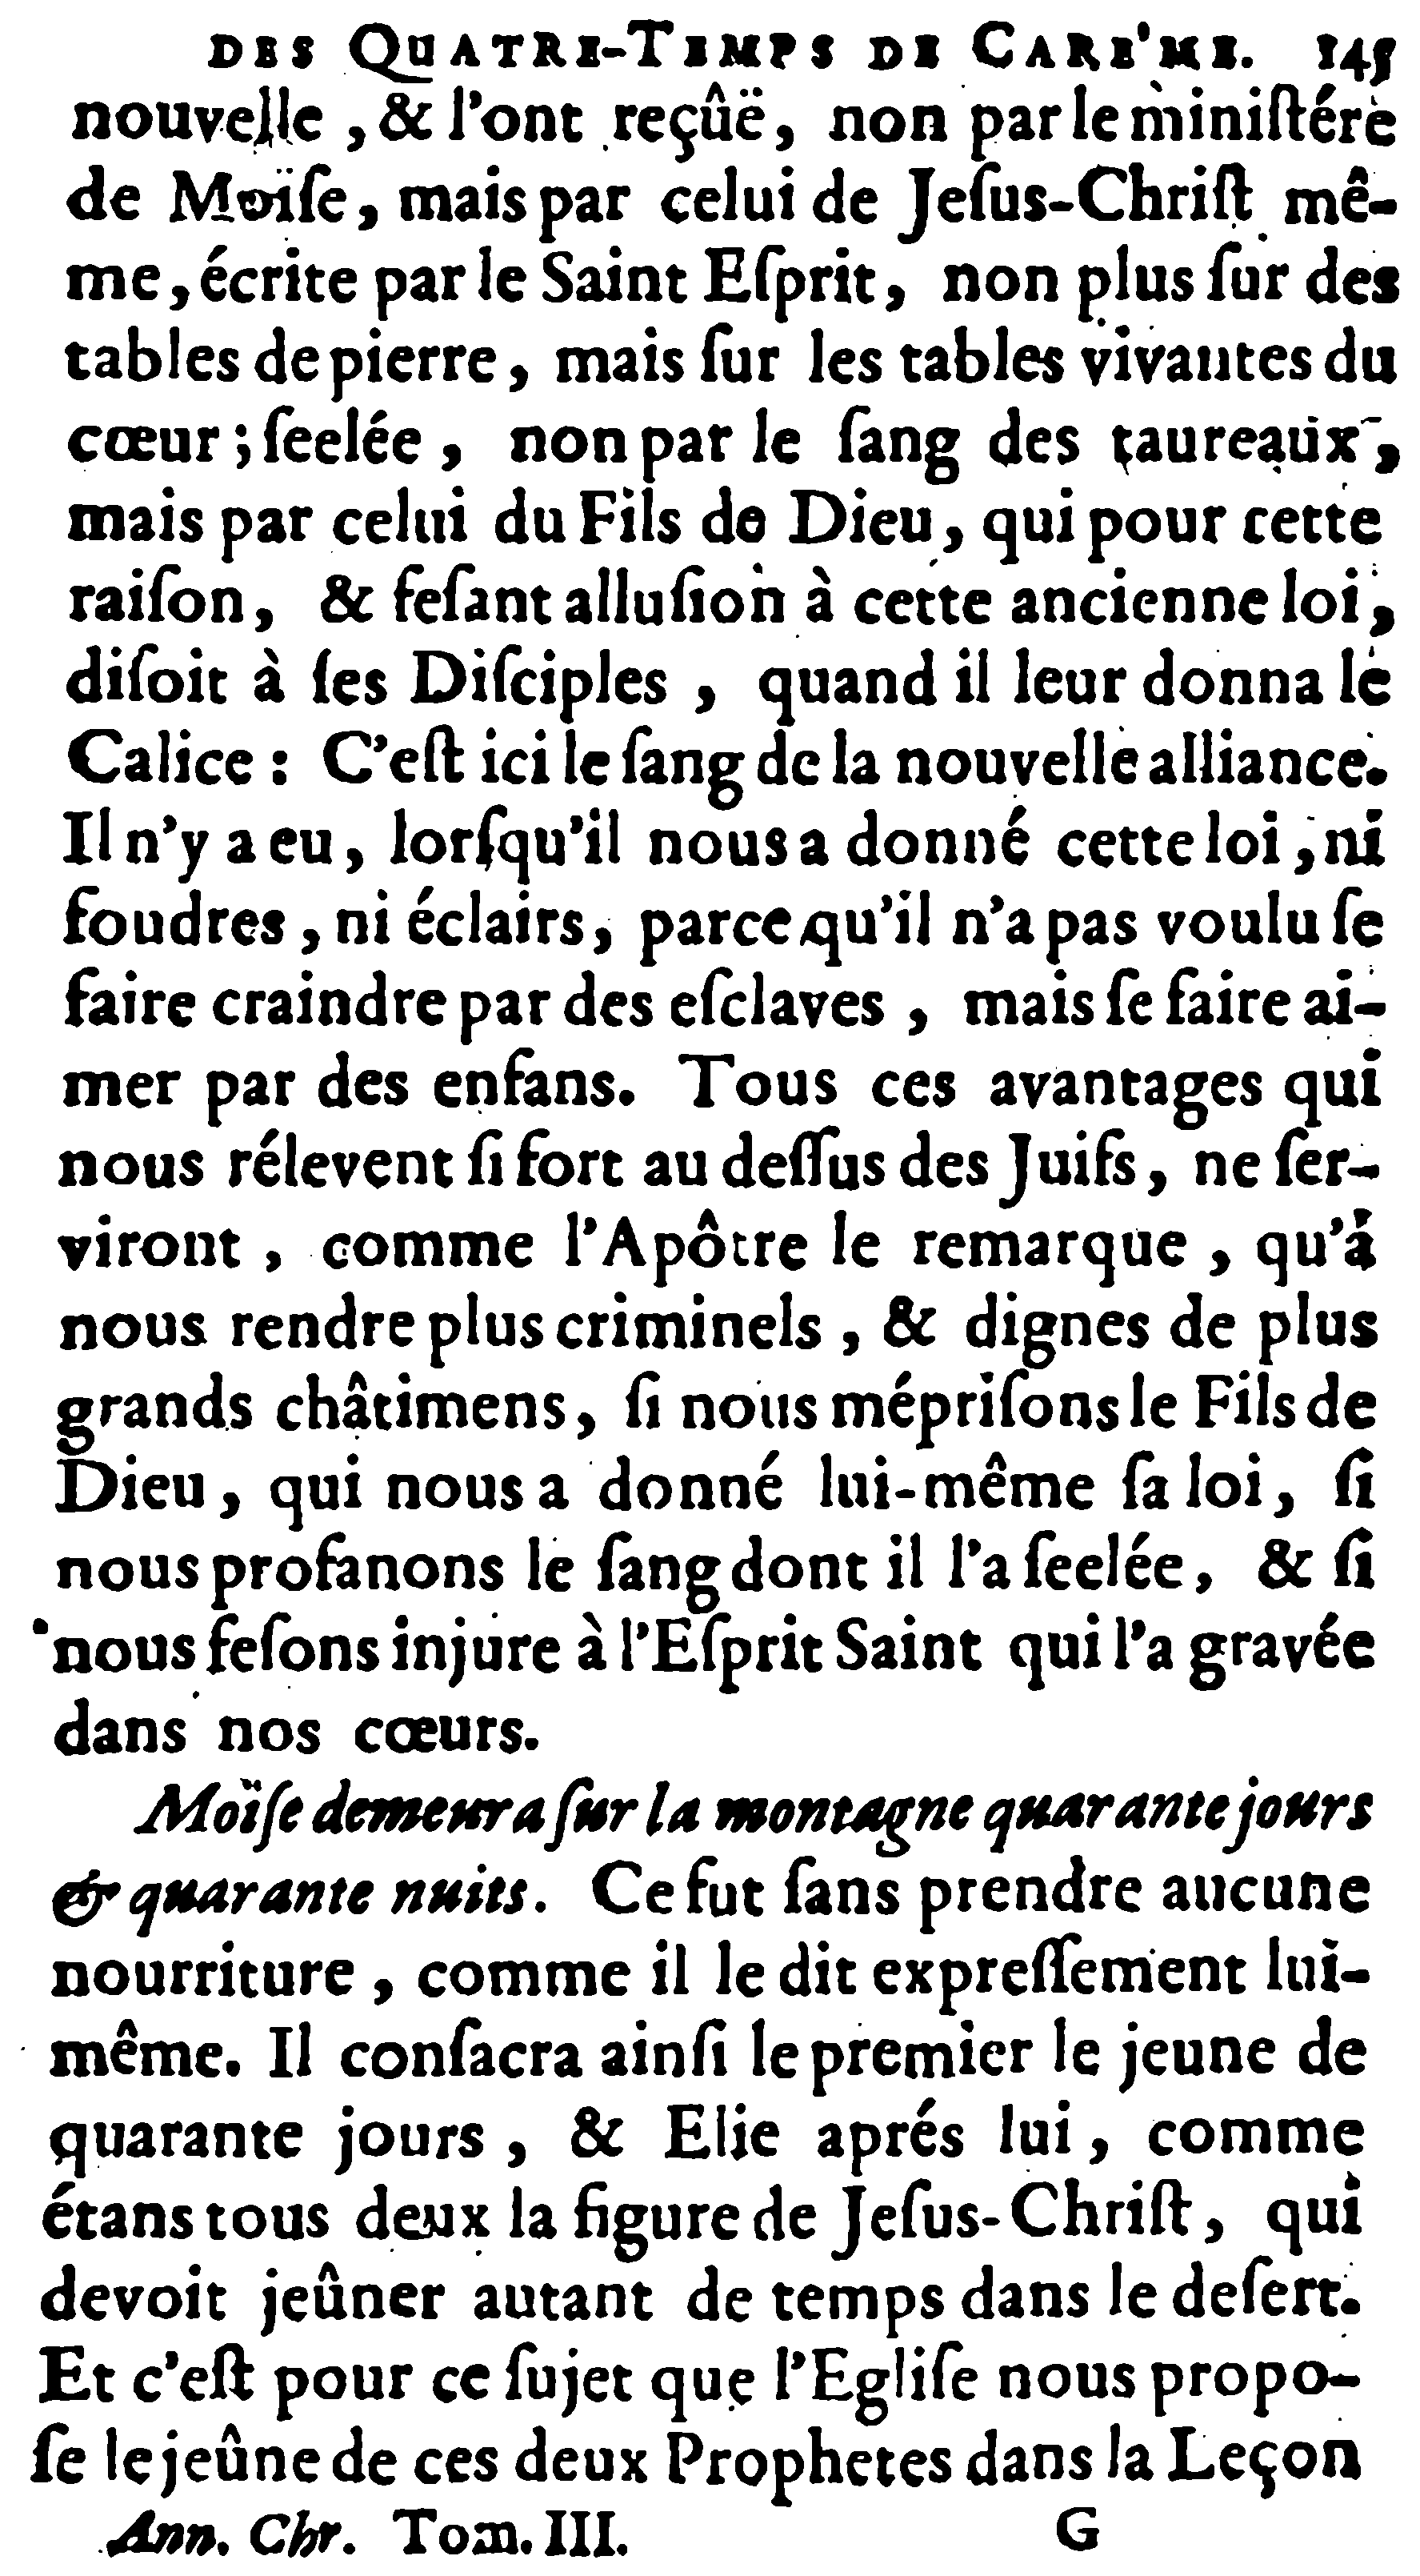 DES QUATRE-TEMPS DE CARE'ME. 145
nouvelle, & l'ont reçûë, non par le ministére
de Moïſe, mais par celui de Jeſus-Chriſt mê-
me, écrite par le Saint Eſprit, non plus ſur des
tables de pierre, mais ſur les tables vivantes du
cœur ; ſeelée, non par le ſang des taureaux,
mais par celui du Fils de Dieu, qui pour cette
raiſon, & feſant alluſion à cette ancienne loi,
diſoit à ſes Diſciples, quand il leur donna le
Calice : C'eſt ici le ſang de la nouvelle alliance.
Il n'y a eu, lorſqu'il nous a donné cette loi, ni
foudres, ni éclairs, parce qu'il n'a pas voulu ſe
faire craindre par des eſclaves, mais ſe faire ai-
mer par des enfans. Tous ces avantages qui
nous rélevent ſi fort au deſſus des Juifs, ne ſer-
viront, comme l'Apôtre le remarque, qu'à
nous rendre plus criminels, & dignes de plus
grands châtimens, ſi nous mépriſons le Fils de
Dieu, qui nous a donné lui-même ſa loi, ſi
nous profanons le ſang dont il l'a ſeelée, & ſi
nous feſons injure à l'Eſprit Saint qui l'a gravée
dans nos cœurs.
Moïſe demeura ſur la montagne quarante jours
& quarante nuits. Ce fut ſans prendre aucune
nourriture, comme il le dit expreſſement lui-
même. Il conſacra ainſi le premier le jeune de
quarante jours, & Elie aprés lui, comme
étans tous deux la figure de Jeſus-Chriſt, qui
devoit jeûner autant de temps dans le deſert.
Et c'eſt pour ce ſujet que l'Egliſe nous propo-
ſe le jeûne de ces deux Prophetes dans la Leçon
Ann. Chr. Tom. III. G